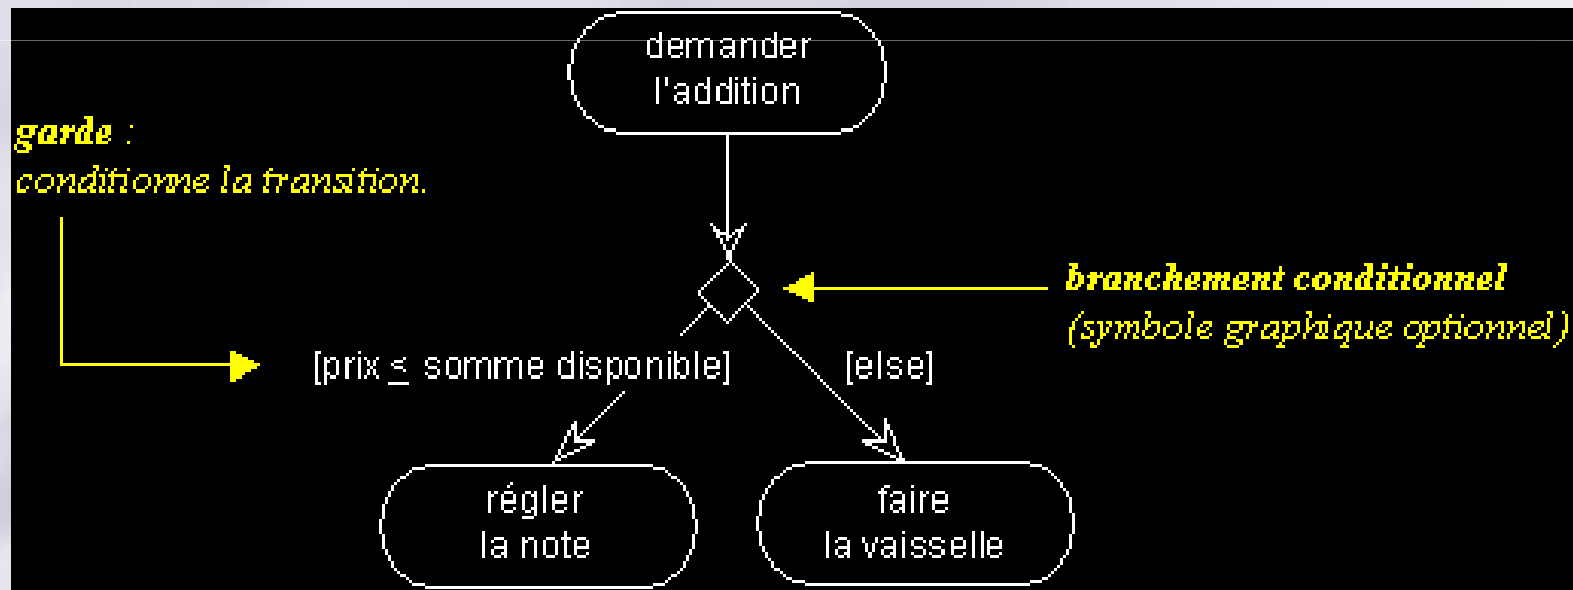 demander
l'addition
garde :
conditionne la transition.
branchement conditionnel
(symbole graphique optionnel)
[prix ≤ somme disponible]
[else]
régler
la note
faire
la vaisselle